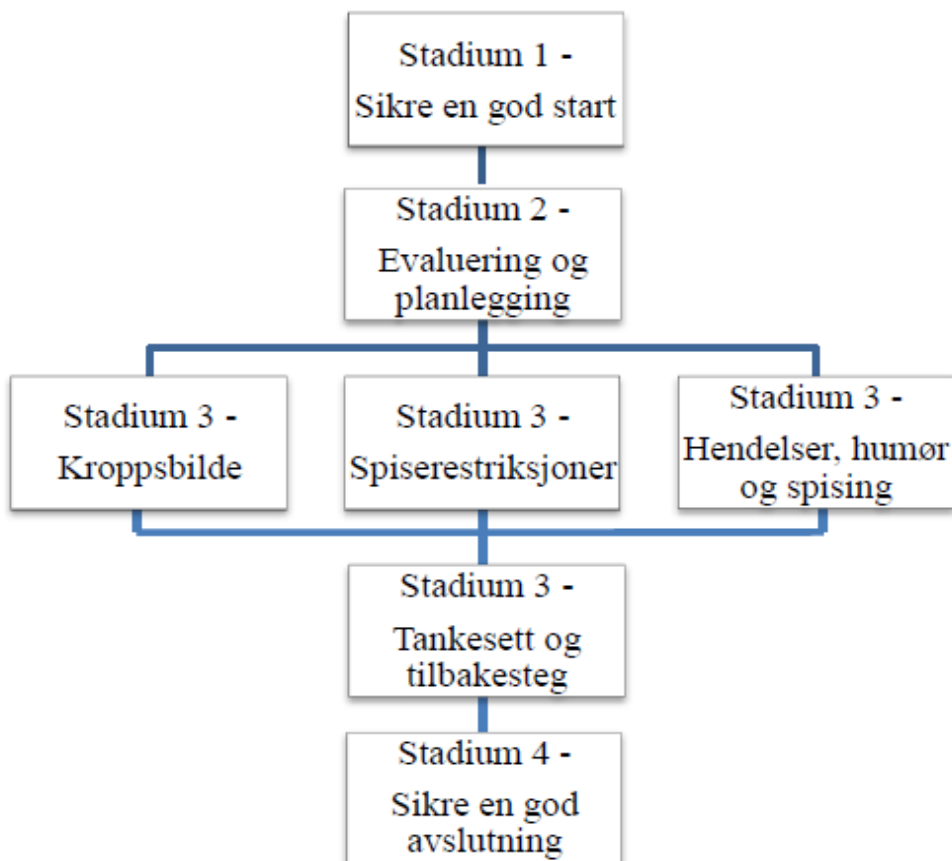 Stadium 1 -
Sikre en god start
Stadium 2 -
Evaluering og
planlegging
Stadium 3 -
Kroppsbilde
Stadium 3 -
Spiserestriksjoner
Stadium 3 -
Hendelser, humør
og spising
Stadium 3 -
Tankesett og
tilbakesteg
Stadium 4 -
Sikre en god
avslutning